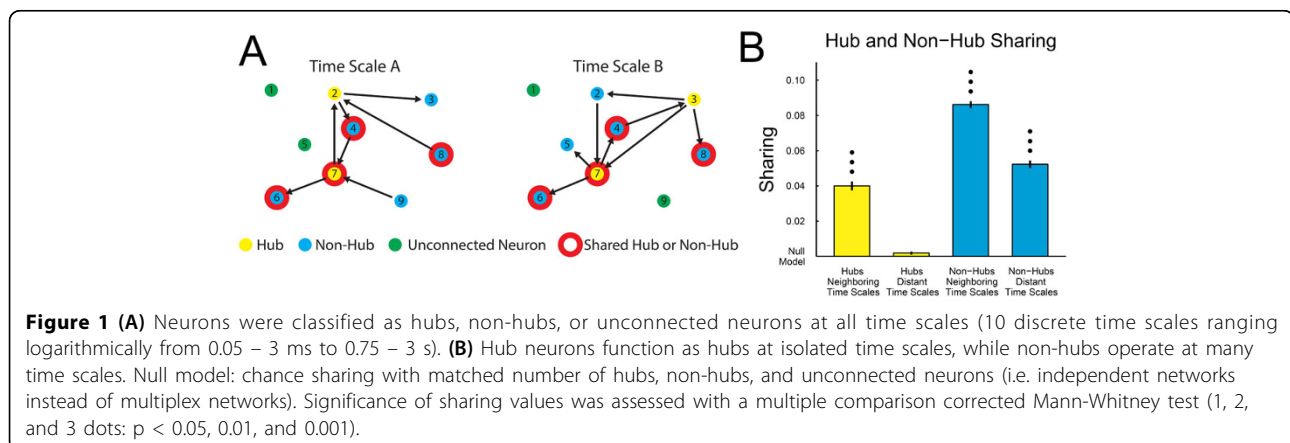 A
Time Scale A
1
2
3
4
5
8
7
6
9
Time Scale B
1
2
3
4
5
8
7
6
9
Hub
Non-Hub
Unconnected Neuron
Shared Hub or Non-Hub
B
Hub and Non−Hub Sharing
Sharing
0.10
0.08
0.06
0.04
0.02
Null
Model
Hubs
Neighboring
Time Scales
Hubs
Distant
Time Scales
Non−Hubs
Neighboring
Time Scales
Non−Hubs
Distant
Time Scales
Figure 1 (A) Neurons were classified as hubs, non-hubs, or unconnected neurons at all time scales (10 discrete time scales ranging
logarithmically from 0.05 – 3 ms to 0.75 – 3 s). (B) Hub neurons function as hubs at isolated time scales, while non-hubs operate at many
time scales. Null model: chance sharing with matched number of hubs, non-hubs, and unconnected neurons (i.e. independent networks
instead of multiplex networks). Significance of sharing values was assessed with a multiple comparison corrected Mann-Whitney test (1, 2,
and 3 dots: p < 0.05, 0.01, and 0.001).